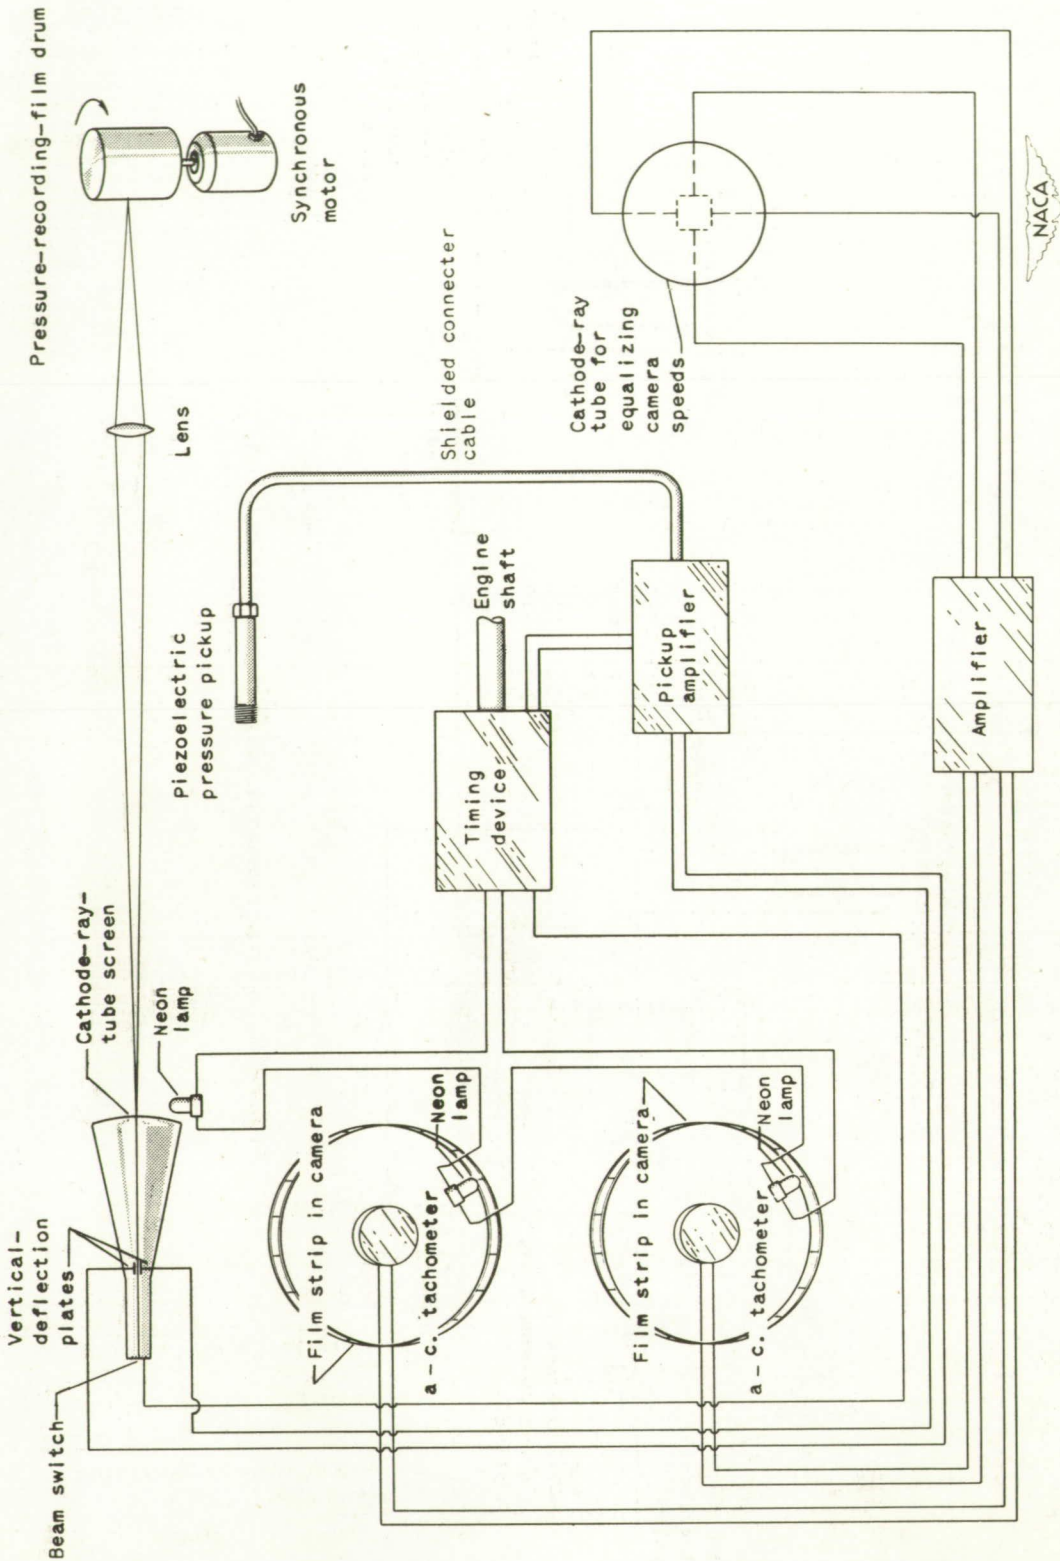 Pressure-recording-film drum
Synchronous
motor
Lens
Shielded connecter
cable
Cathode-ray
tube for
equalizing
camera
speeds
Piezoelectric
pressure pickup
Engine
shaft
Timing
device
Pickup
amplifier
Amplifier
Cathode-ray-
tube screen
Neon
lamp
Vertical-
deflection
plates
Beam switch
Film strip in camera
Neon
lamp
a-c. tachometer
Film strip in camera
Neon
lamp
a-c. tachometer
NACA